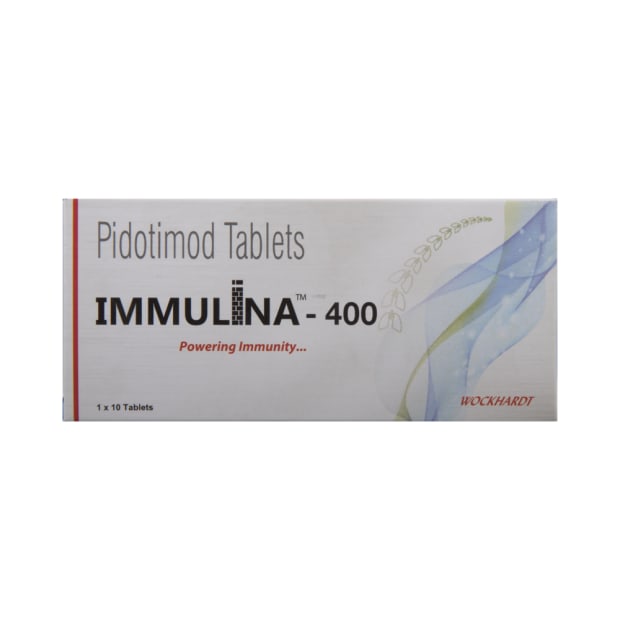 Pidotimod Tablets
IMMULINA™ - 400
Powering Immunity...
1 x 10 Tablets
WOCKHARDT